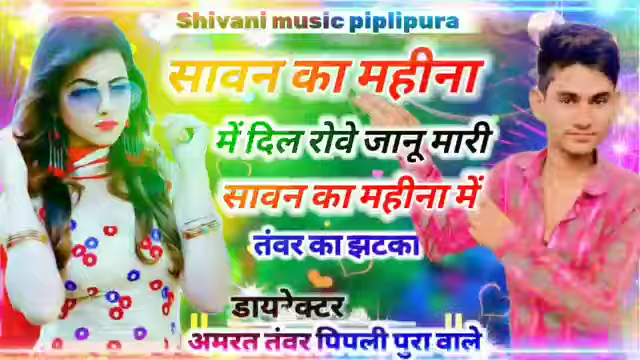 Shivani music piplipura
सावन का महीना
में दिल रोवे जानू मारी
सावन का महीना में
तंवर का झटका
डायरेक्टर
अमरत तंवर पिपली पुरा वाले